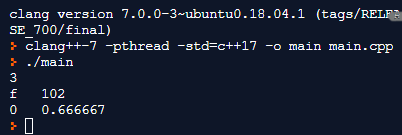 clang version 7.0.0-3~ubuntu0.18.04.1 (tags/RELEA
SE_700/final)
> clang++-7 -pthread -std=c++17 -o main main.cpp
> ./main
3
f   102
0   0.666667
>